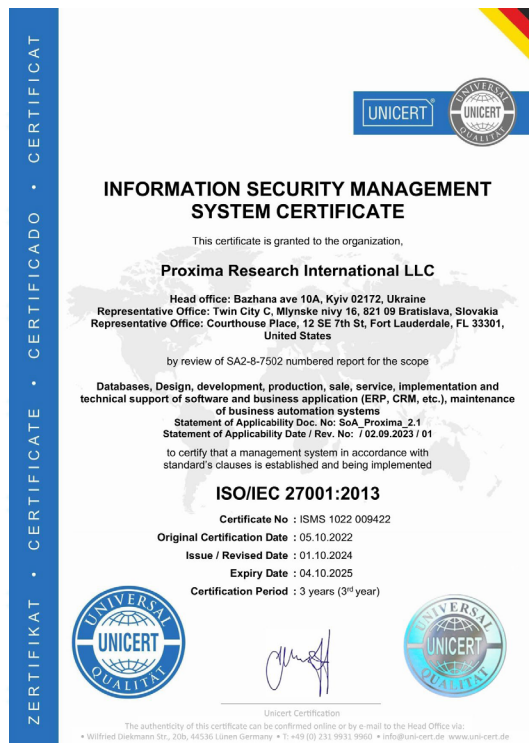 ZERTIFIKAT • CERTIFICATE • CERTIFICADO • CERTIFICAT
UNICERT®
UNIVERSAL
UNICERT
QUALITÄT
INFORMATION SECURITY MANAGEMENT
SYSTEM CERTIFICATE
This certificate is granted to the organization,
Proxima Research International LLC
Head office: Bazhana ave 10A, Kyiv 02172, Ukraine
Representative Office: Twin City C, Mlynske nivy 16, 821 09 Bratislava, Slovakia
Representative Office: Courthouse Place, 12 SE 7th St, Fort Lauderdale, FL 33301,
United States
by review of SA2-8-7502 numbered report for the scope
Databases, Design, development, production, sale, service, implementation and
technical support of software and business application (ERP, CRM, etc.), maintenance
of business automation systems
Statement of Applicability Doc. No: SoA_Proxima_2.1
Statement of Applicability Date / Rev. No: / 02.09.2023 / 01
to certify that a management system in accordance with
standard's clauses is established and being implemented
ISO/IEC 27001:2013
Certificate No : ISMS 1022 009422
Original Certification Date : 05.10.2022
Issue / Revised Date : 01.10.2024
Expiry Date : 04.10.2025
Certification Period : 3 years (3rd year)
UNIVERSAL
UNICERT
QUALITÄT
UNIVERSAL
UNICERT
QUALITÄT
Unicert Certification
The authenticity of this certificate can be confirmed online or by e-mail to the Head Office via:
• Wilfried Diekmann Str., 20b, 44536 Lünen Germany • T: +49 (0) 231 9931 9960 • info@uni-cert.de www.uni-cert.de